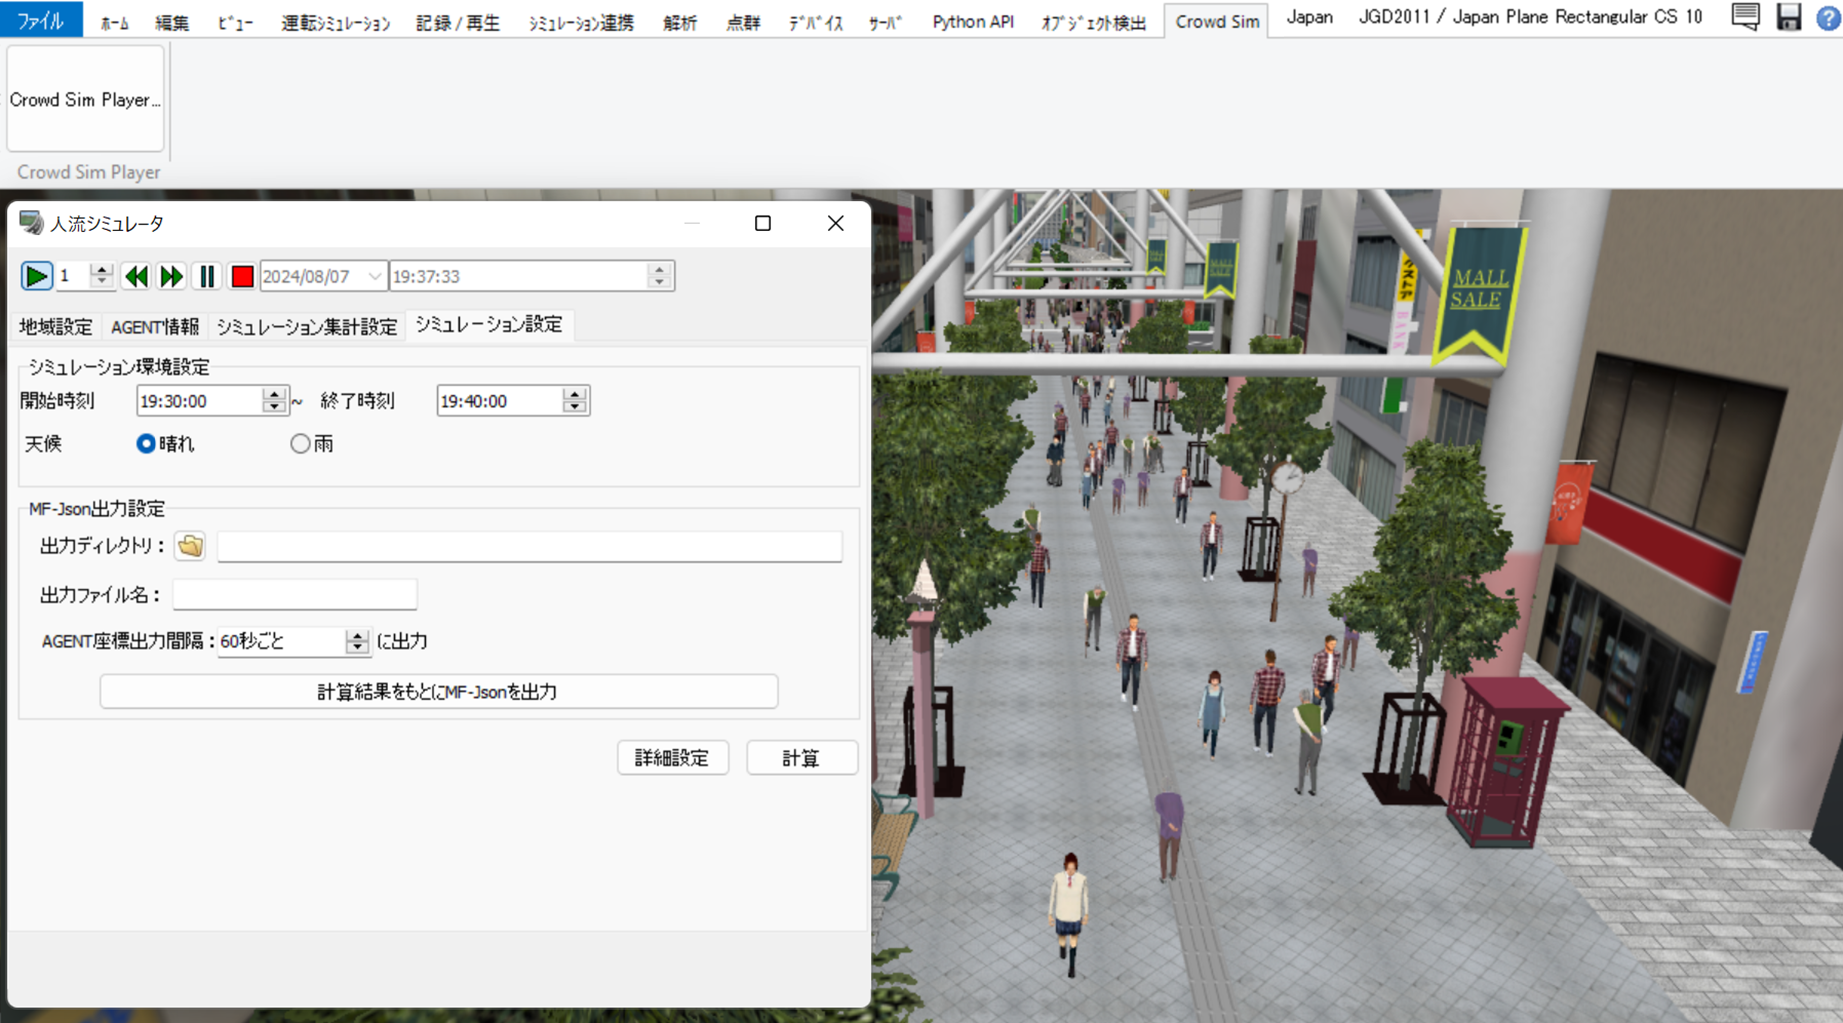 ファイル ホーム 編集 ビュー 運転シミュレーション 記録 / 再生 シミュレーション連携 解析 点群 デバイス サーバ Python API オブジェクト検出 Crowd Sim Japan JGD2011 / Japan Plane Rectangular CS 10
Crowd Sim Player...
Crowd Sim Player
人流シミュレータ
1 2024/08/07 19:37:33
地域設定 AGENT情報 シミュレーション集計設定 シミュレーション設定
シミュレーション環境設定
開始時刻 19:30:00 ~ 終了時刻 19:40:00
天候 晴れ 雨
MF-Json出力設定
出力ディレクトリ：
出力ファイル名：
AGENT座標出力間隔： 60秒ごと に出力
計算結果をもとにMF-Jsonを出力
詳細設定 計算
MALL
SALE
MALL
SALE
BANK